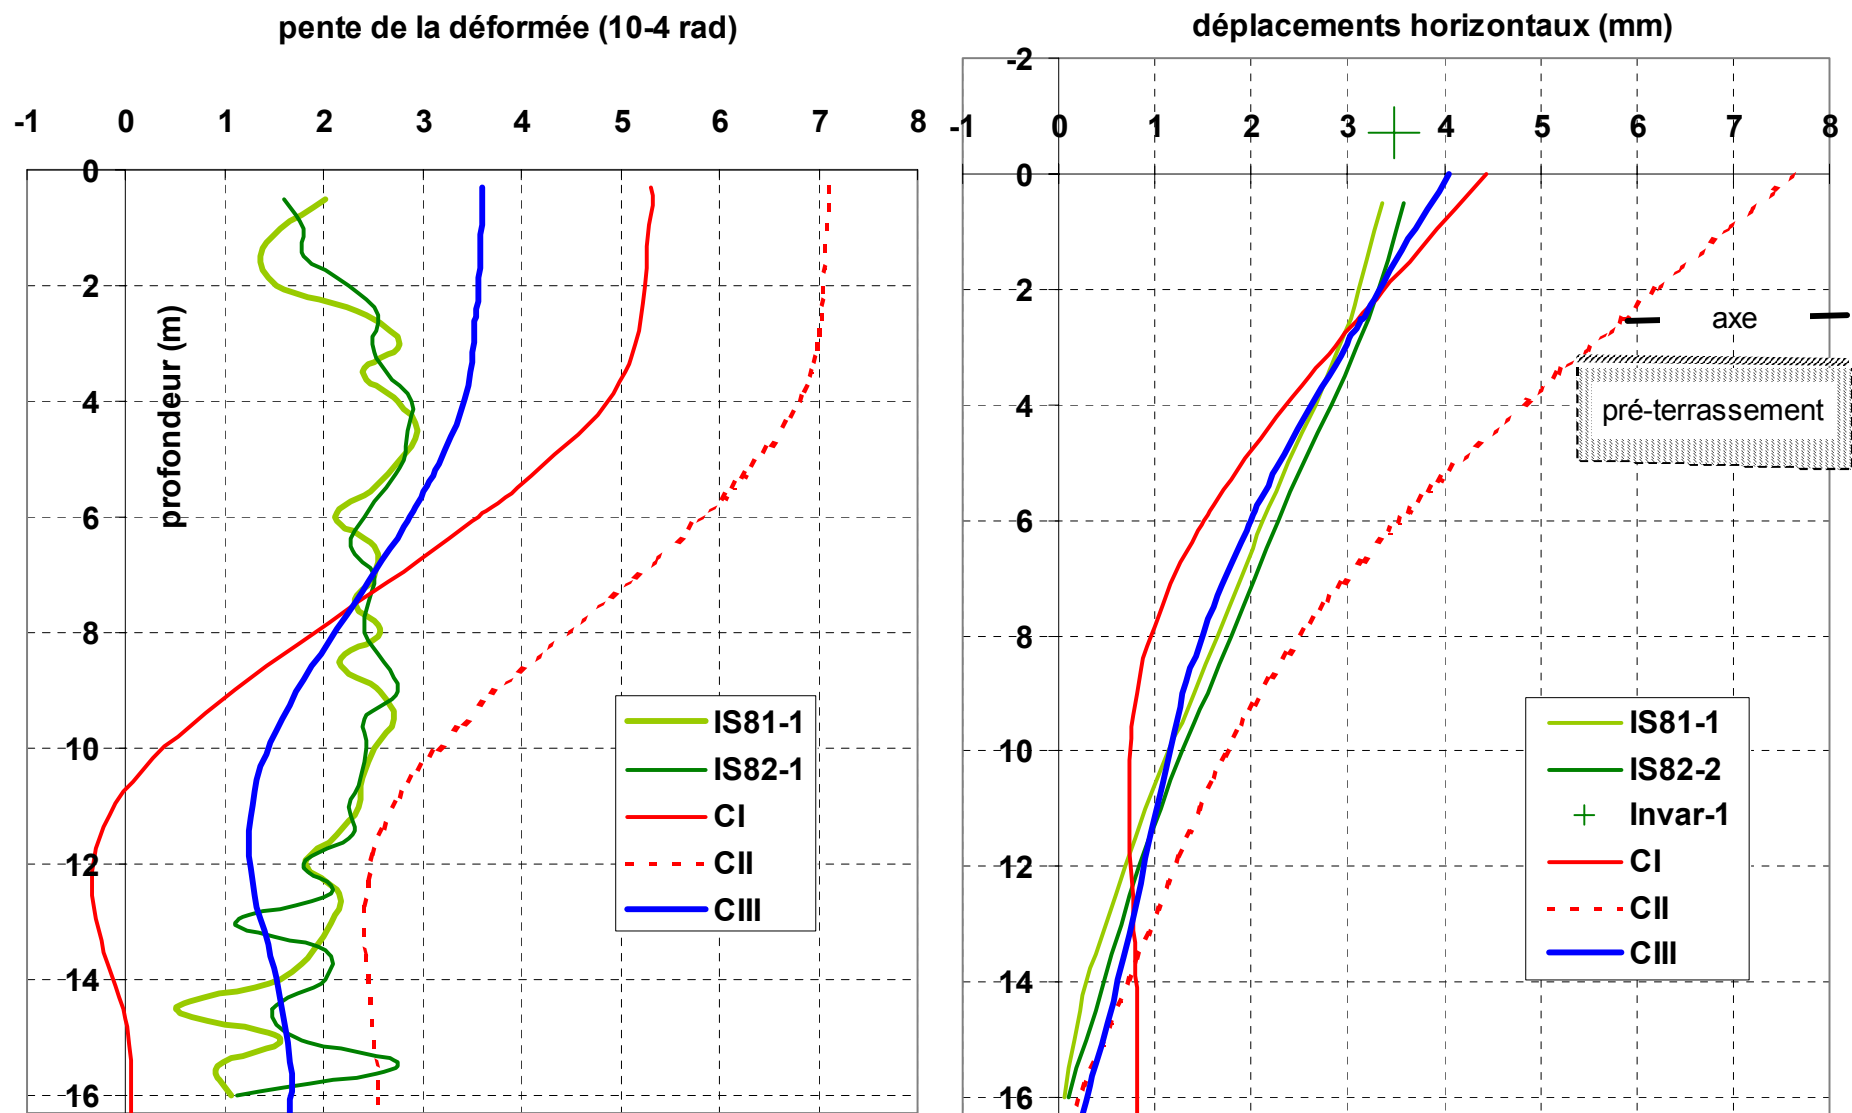 pente de la déformée (10-4 rad)
-1 0 1 2 3 4 5 6 7 8
0
2
4
6
8
10
12
14
16
profondeur (m)
IS81-1
IS82-1
CI
CII
CIII
déplacements horizontaux (mm)
-2
-1 0 1 2 3 4 5 6 7 8
0
2
4
6
8
10
12
14
16
axe
pré-terrassement
IS81-1
IS82-2
Invar-1
CI
CII
CIII